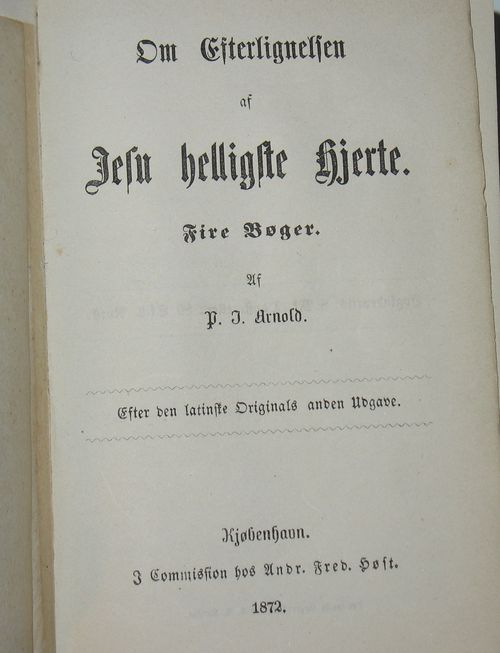 Om Efterlignelsen
af
Jesu helligste Hjerte.
Fire Bøger.
Af
P. J. Arnold.
Efter den latinske Originals anden Udgave.
Kjøbenhavn.
I Commission hos Andr. Fred. Høst.
1872.